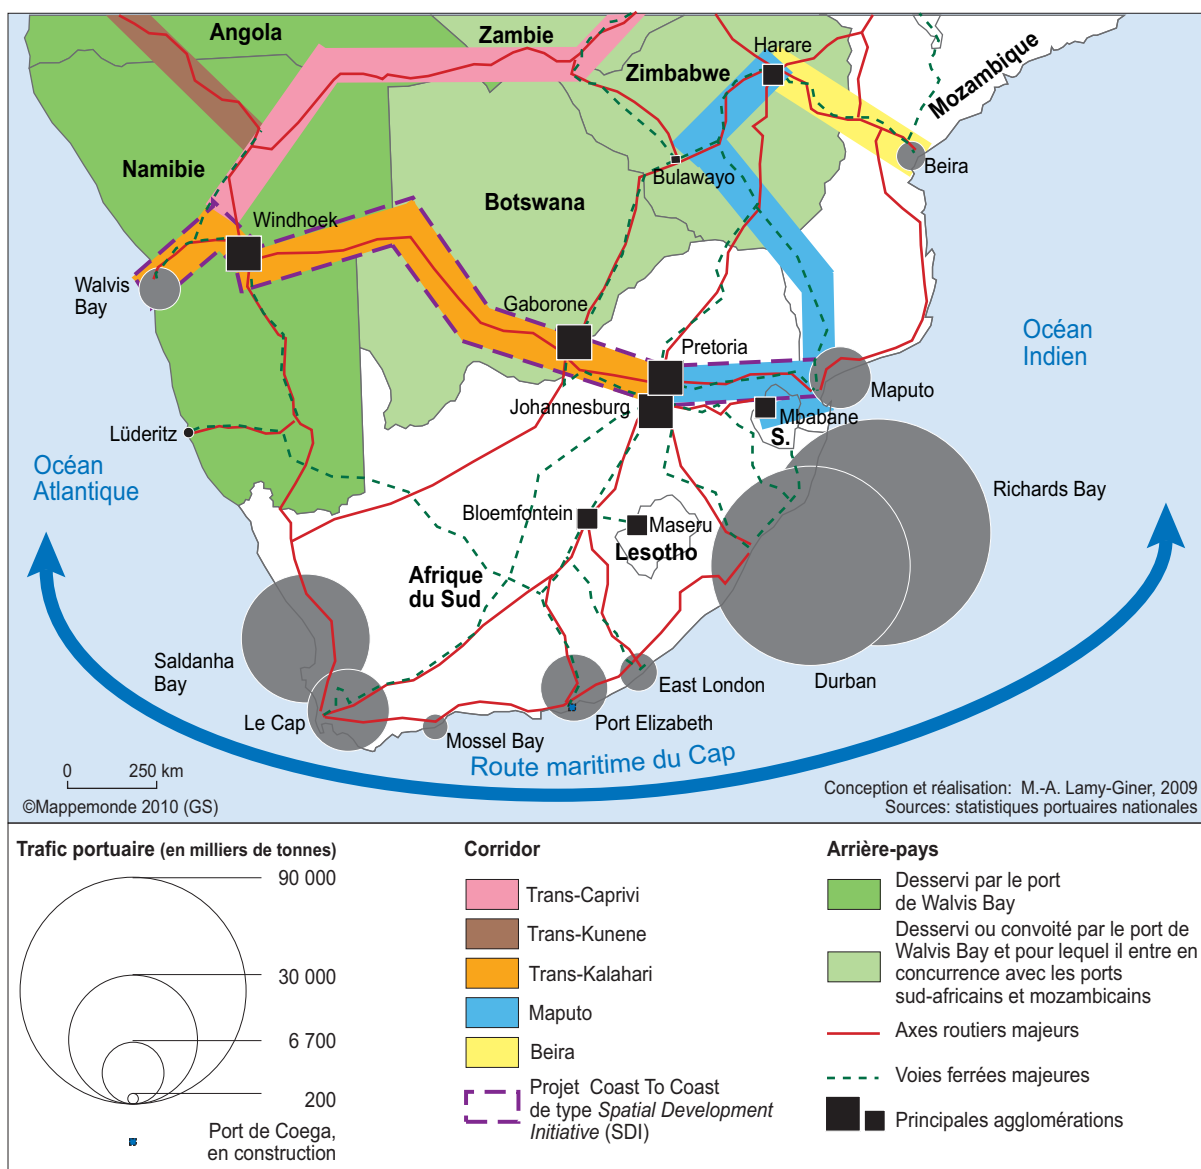 Angola
Zambie
Harare
Zimbabwe
Mozambique
Namibie
Bulawayo
Beira
Botswana
Windhoek
Walvis
Bay
Gaborone
Océan
Indien
Pretoria
Maputo
Johannesburg
Mbabane
S.
Lüderitz
Océan
Atlantique
Richards Bay
Bloemfontein
Maseru
Lesotho
Afrique
du Sud
Saldanha
Bay
East London
Durban
Le Cap
Port Elizabeth
Mossel Bay
Route maritime du Cap
0 250 km
©Mappemonde 2010 (GS)
Conception et réalisation: M.-A. Lamy-Giner, 2009
Sources: statistiques portuaires nationales
Trafic portuaire (en milliers de tonnes)
90 000
30 000
6 700
200
Port de Coega,
en construction
Corridor
Trans-Caprivi
Trans-Kunene
Trans-Kalahari
Maputo
Beira
Projet Coast To Coast
de type Spatial Development
Initiative (SDI)
Arrière-pays
Desservi par le port
de Walvis Bay
Desservi ou convoité par le port de
Walvis Bay et pour lequel il entre en
concurrence avec les ports
sud-africains et mozambicains
Axes routiers majeurs
Voies ferrées majeures
Principales agglomérations